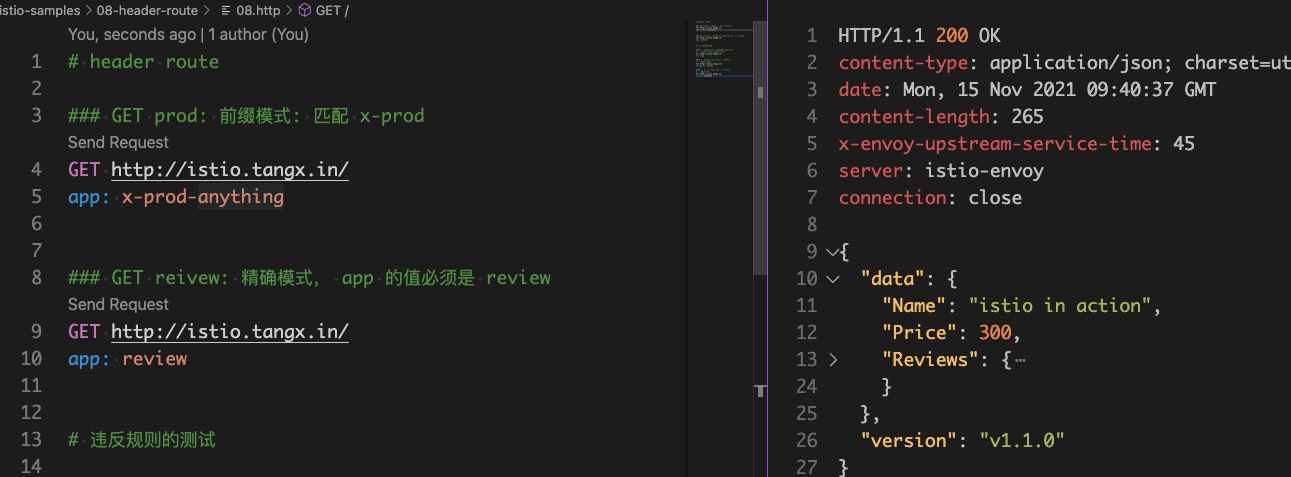 istio-samples > 08-header-route > 08.http > GET /
You, seconds ago | 1 author (You)
1 # header route
2
3 ### GET prod: 前缀模式: 匹配 x-prod
Send Request
4 GET http://istio.tangx.in/
5 app: x-prod-anything
6
7
8 ### GET reivew: 精确模式, app 的值必须是 review
Send Request
9 GET http://istio.tangx.in/
10 app: review
11
12
13 # 违反规则的测试
14
1 HTTP/1.1 200 OK
2 content-type: application/json; charset=ut
3 date: Mon, 15 Nov 2021 09:40:37 GMT
4 content-length: 265
5 x-envoy-upstream-service-time: 45
6 server: istio-envoy
7 connection: close
8
9 {
10 "data": {
11 "Name": "istio in action",
12 "Price": 300,
13 "Reviews": {⋯
24 }
25 },
26 "version": "v1.1.0"
27 }